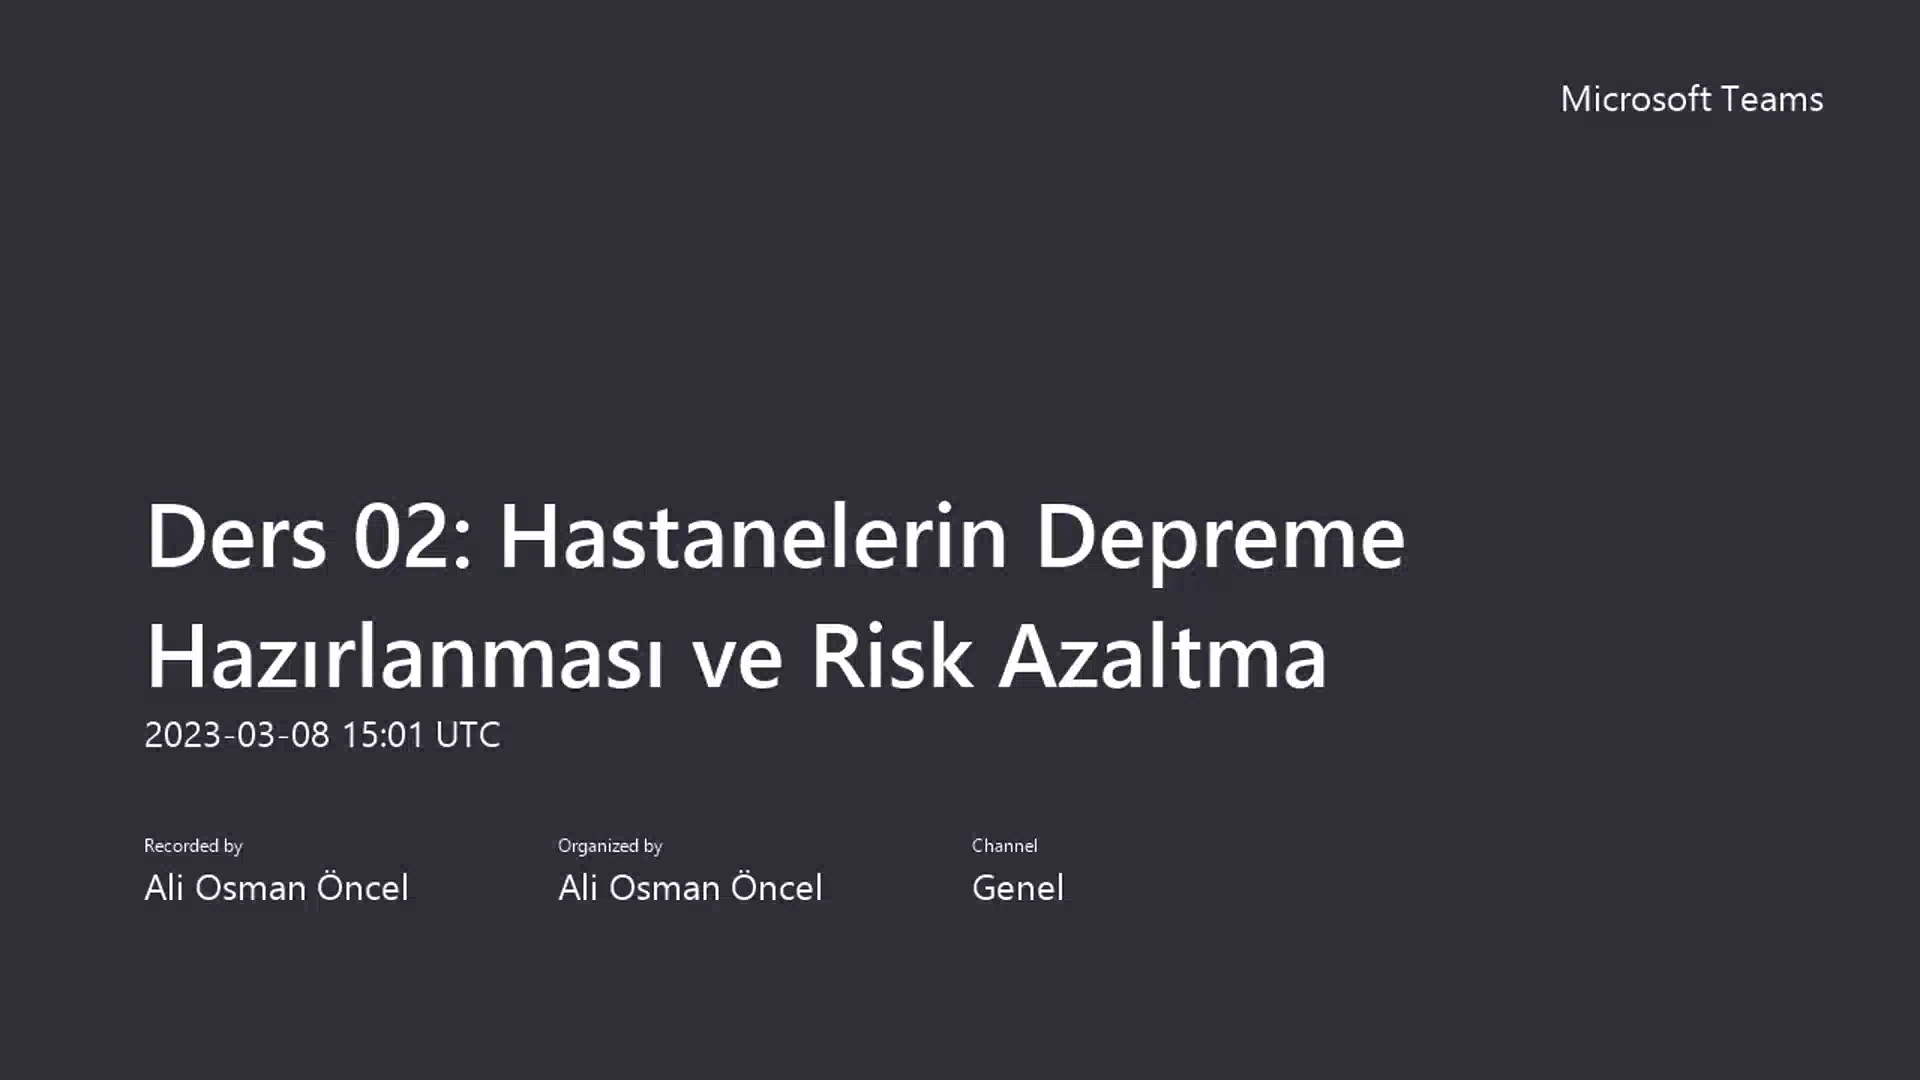 Microsoft Teams
Ders 02: Hastanelerin Depreme
Hazırlanması ve Risk Azaltma
2023-03-08 15:01 UTC
Recorded by
Ali Osman Öncel
Organized by
Ali Osman Öncel
Channel
Genel